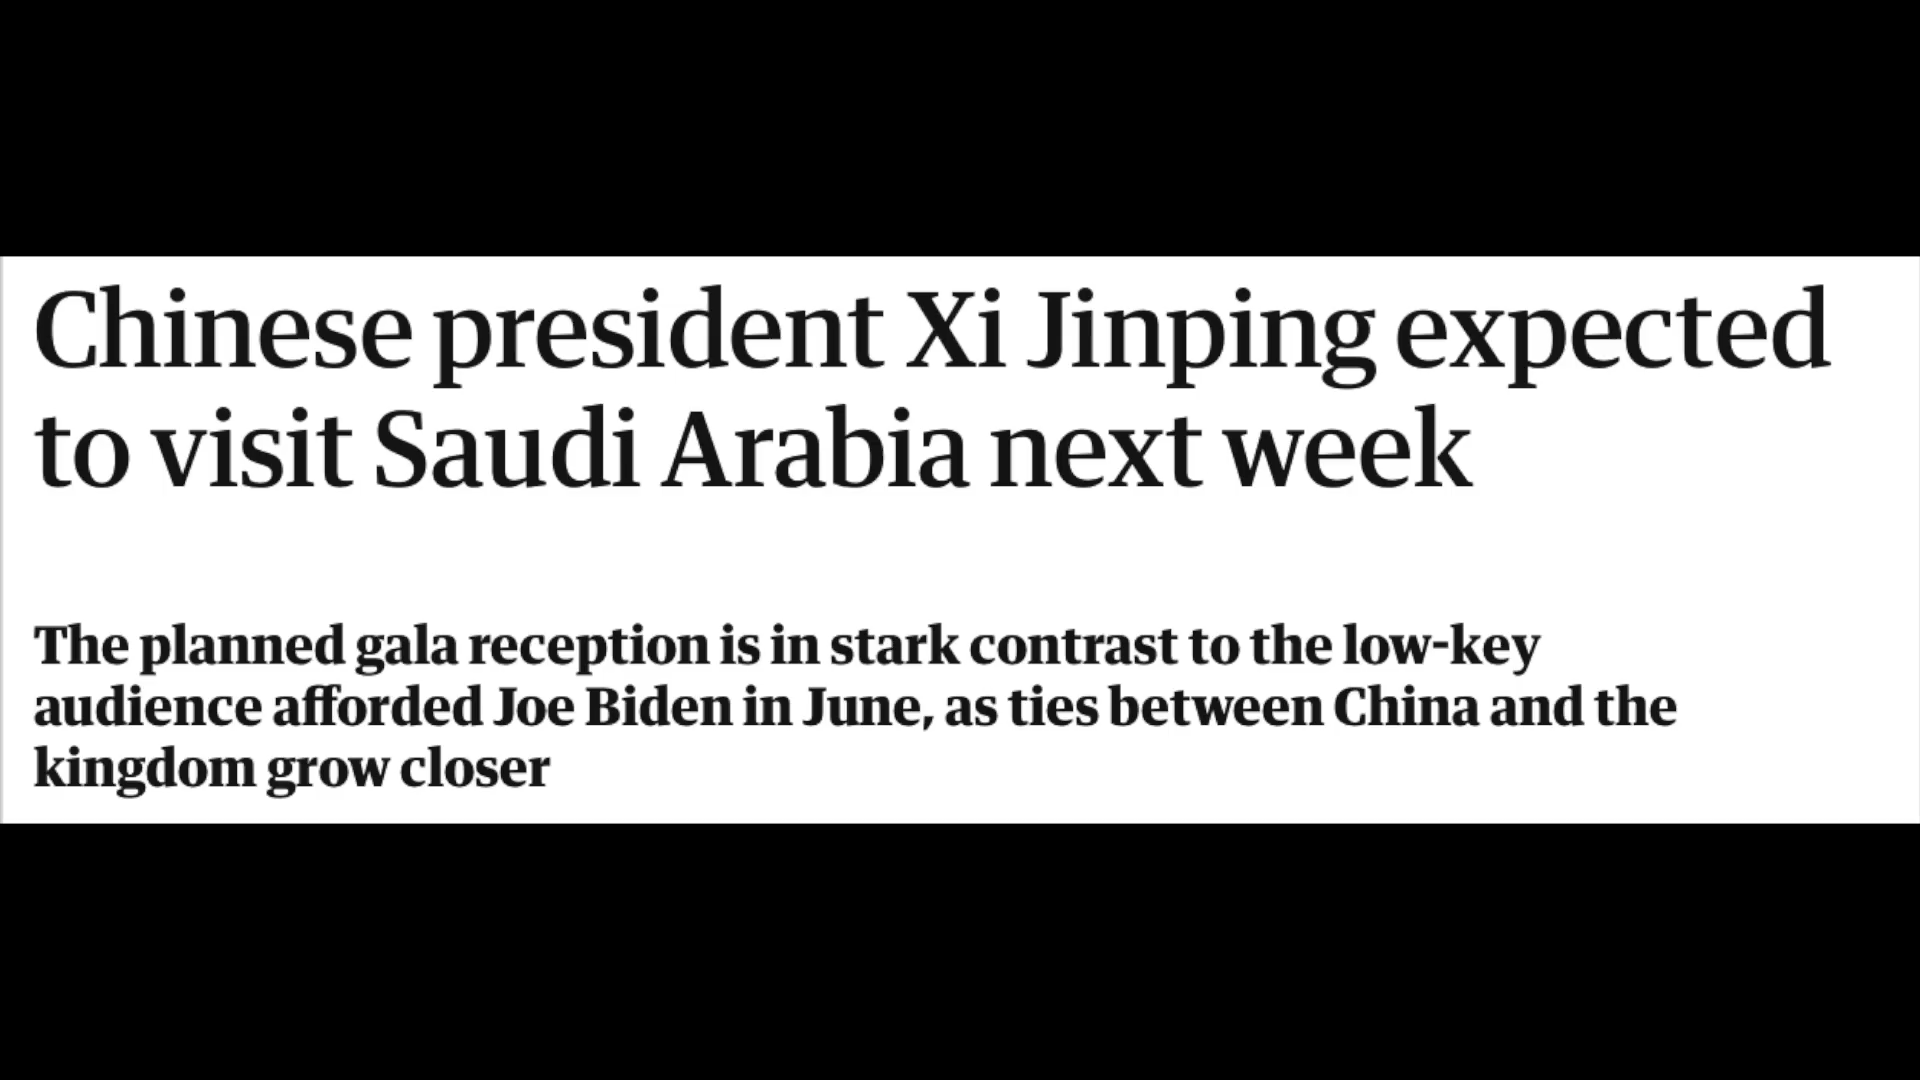 Chinese president Xi Jinping expected
to visit Saudi Arabia next week
The planned gala reception is in stark contrast to the low-key
audience afforded Joe Biden in June, as ties between China and the
kingdom grow closer